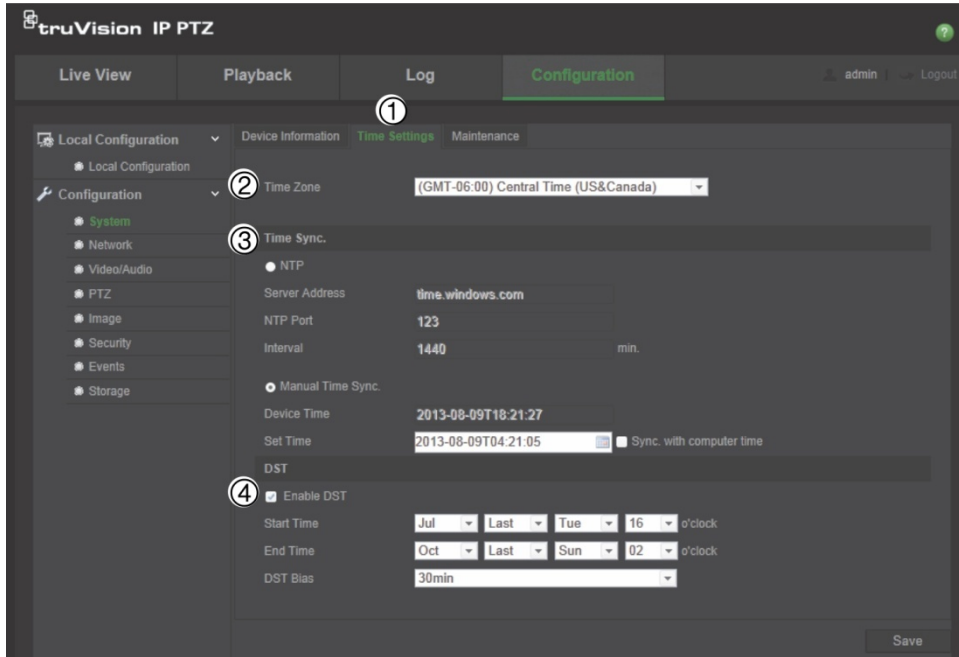 truVision IP PTZ
?
Live View Playback Log Configuration admin Logout
①
Local Configuration
Local Configuration
Configuration
System
Network
Video/Audio
PTZ
Image
Security
Events
Storage
Device Information Time Settings Maintenance
② Time Zone (GMT-06:00) Central Time (US&Canada)
③ Time Sync.
NTP
Server Address time.windows.com
NTP Port 123
Interval 1440 min.
Manual Time Sync.
Device Time 2013-08-09T18:21:27
Set Time 2013-08-09T04:21:05 Sync. with computer time
DST
④ Enable DST
Start Time Jul Last Tue 16 o'clock
End Time Oct Last Sun 02 o'clock
DST Bias 30min
Save